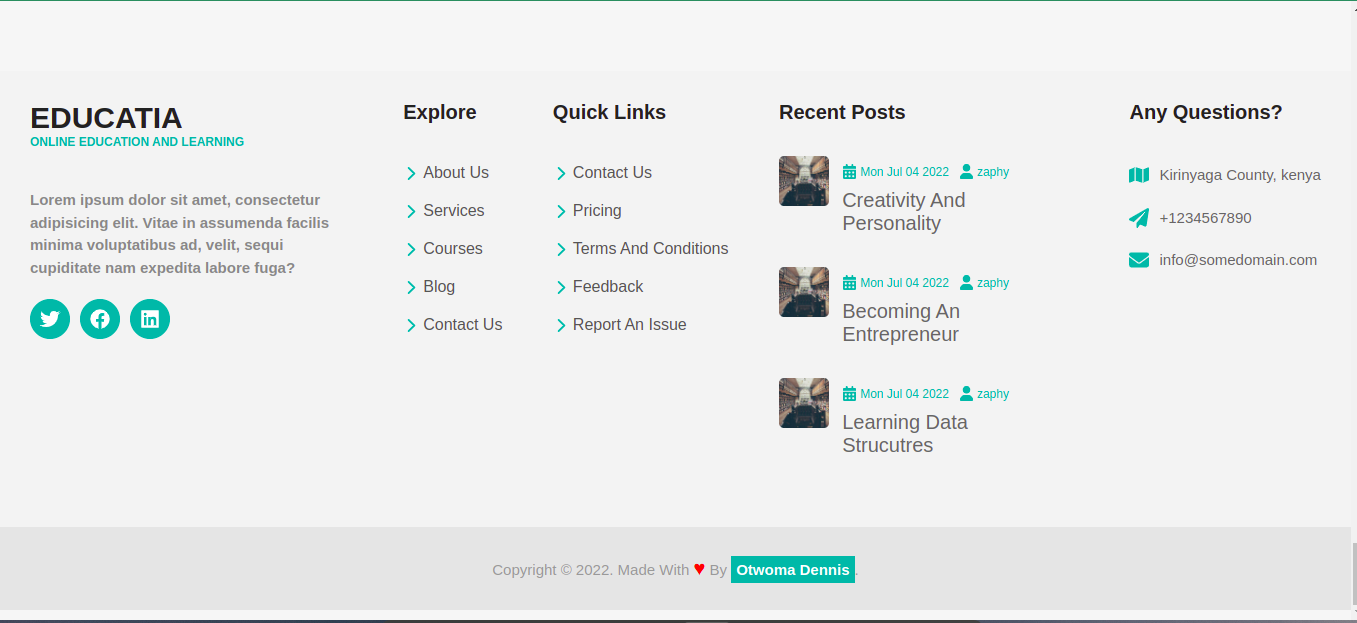 EDUCATIA
ONLINE EDUCATION AND LEARNING
Lorem ipsum dolor sit amet, consectetur
adipisicing elit. Vitae in assumenda facilis
minima voluptatibus ad, velit, sequi
cupiditate nam expedita labore fuga?
Explore
About Us
Services
Courses
Blog
Contact Us
Quick Links
Contact Us
Pricing
Terms And Conditions
Feedback
Report An Issue
Recent Posts
Mon Jul 04 2022 zaphy
Creativity And
Personality
Mon Jul 04 2022 zaphy
Becoming An
Entrepreneur
Mon Jul 04 2022 zaphy
Learning Data
Strucutres
Any Questions?
Kirinyaga County, kenya
+1234567890
info@somedomain.com
Copyright © 2022. Made With ♥ By Otwoma Dennis.